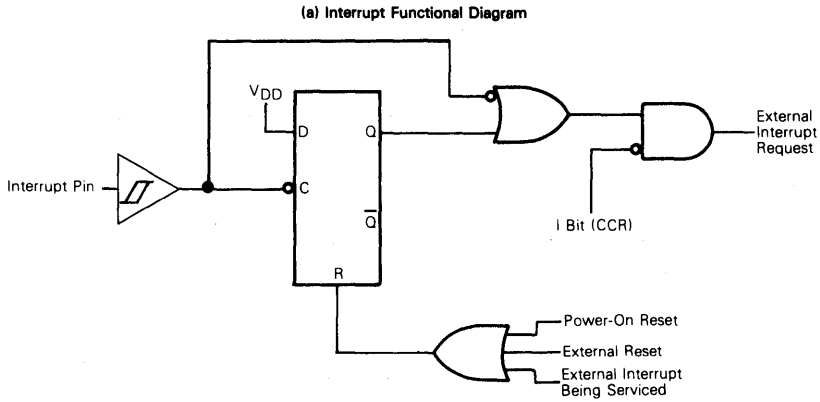 (a) Interrupt Functional Diagram
VDD
D
Q
External
Interrupt
Request
Interrupt Pin
C
Q̅
I Bit (CCR)
R
Power-On Reset
External Reset
External Interrupt
Being Serviced